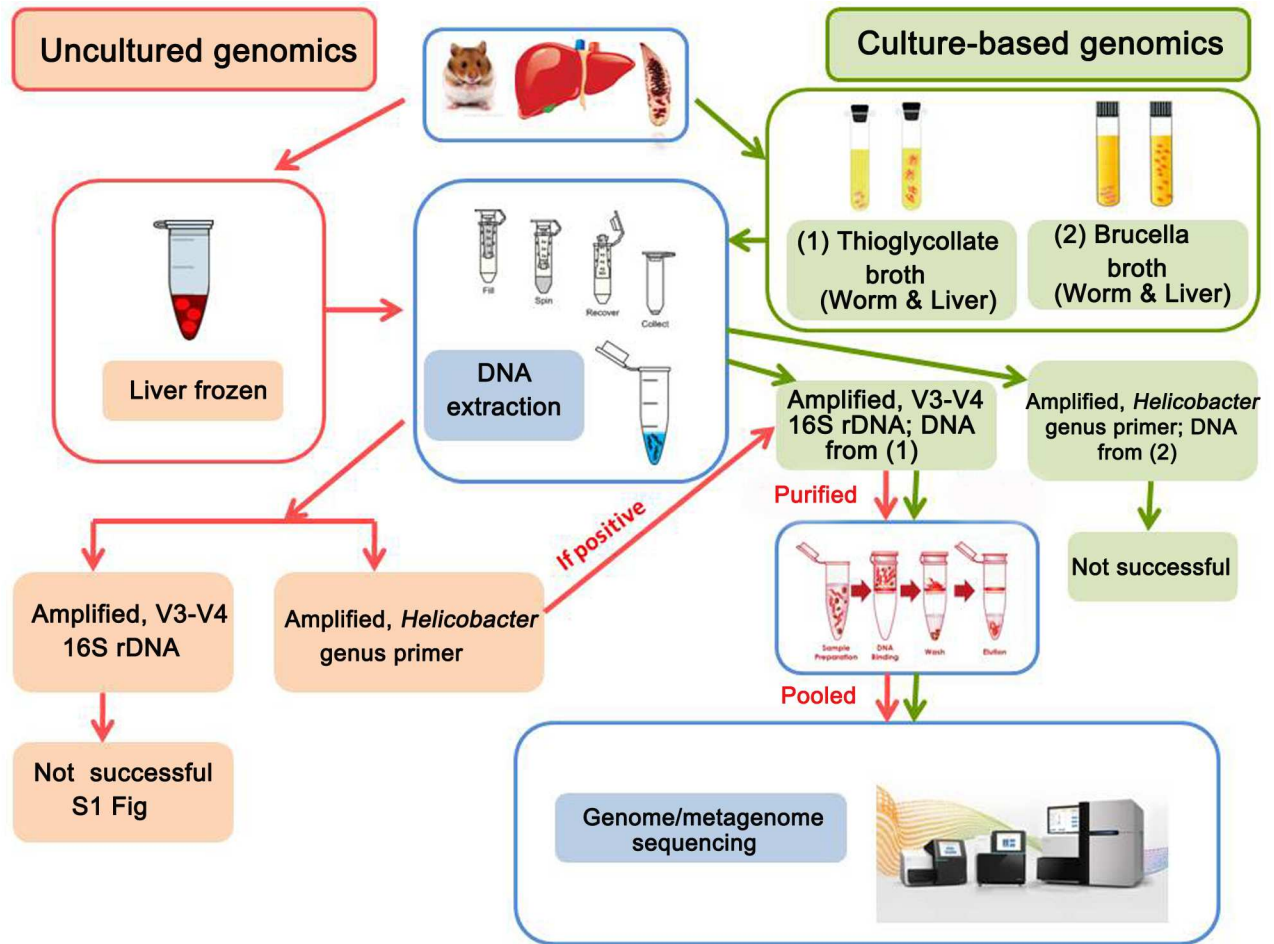 Uncultured genomics
Culture-based genomics
(1) Thioglycollate
broth
(Worm & Liver)
(2) Brucella
broth
(Worm & Liver)
Fill
Spin
Recover
Collect
Liver frozen
DNA
extraction
Amplified, V3-V4
16S rDNA; DNA
from (1)
Amplified, Helicobacter
genus primer; DNA
from (2)
Purified
If positive
Not successful
Amplified, V3-V4
16S rDNA
Amplified, Helicobacter
genus primer
Sample
Preparation
DNA
Binding
Wash
Elution
Pooled
Not successful
S1 Fig
Genome/metagenome
sequencing